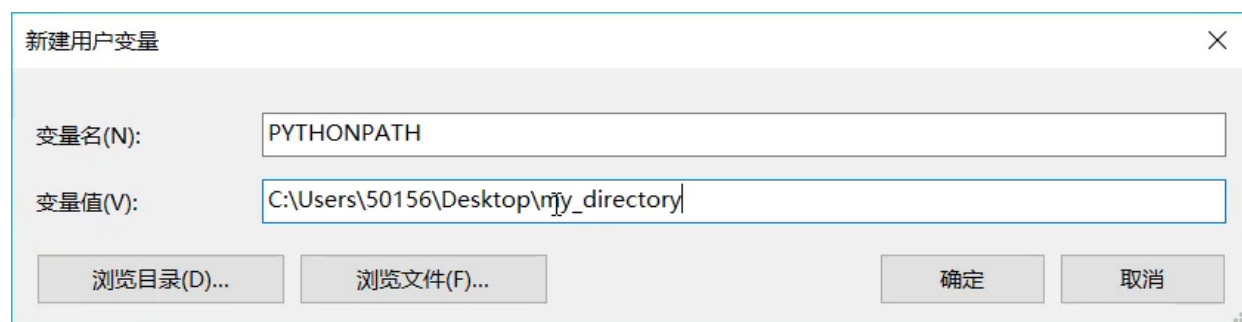 新建用户变量
变量名(N): PYTHONPATH
变量值(V): C:\Users\50156\Desktop\my_directory
浏览目录(D)... 浏览文件(F)... 确定 取消